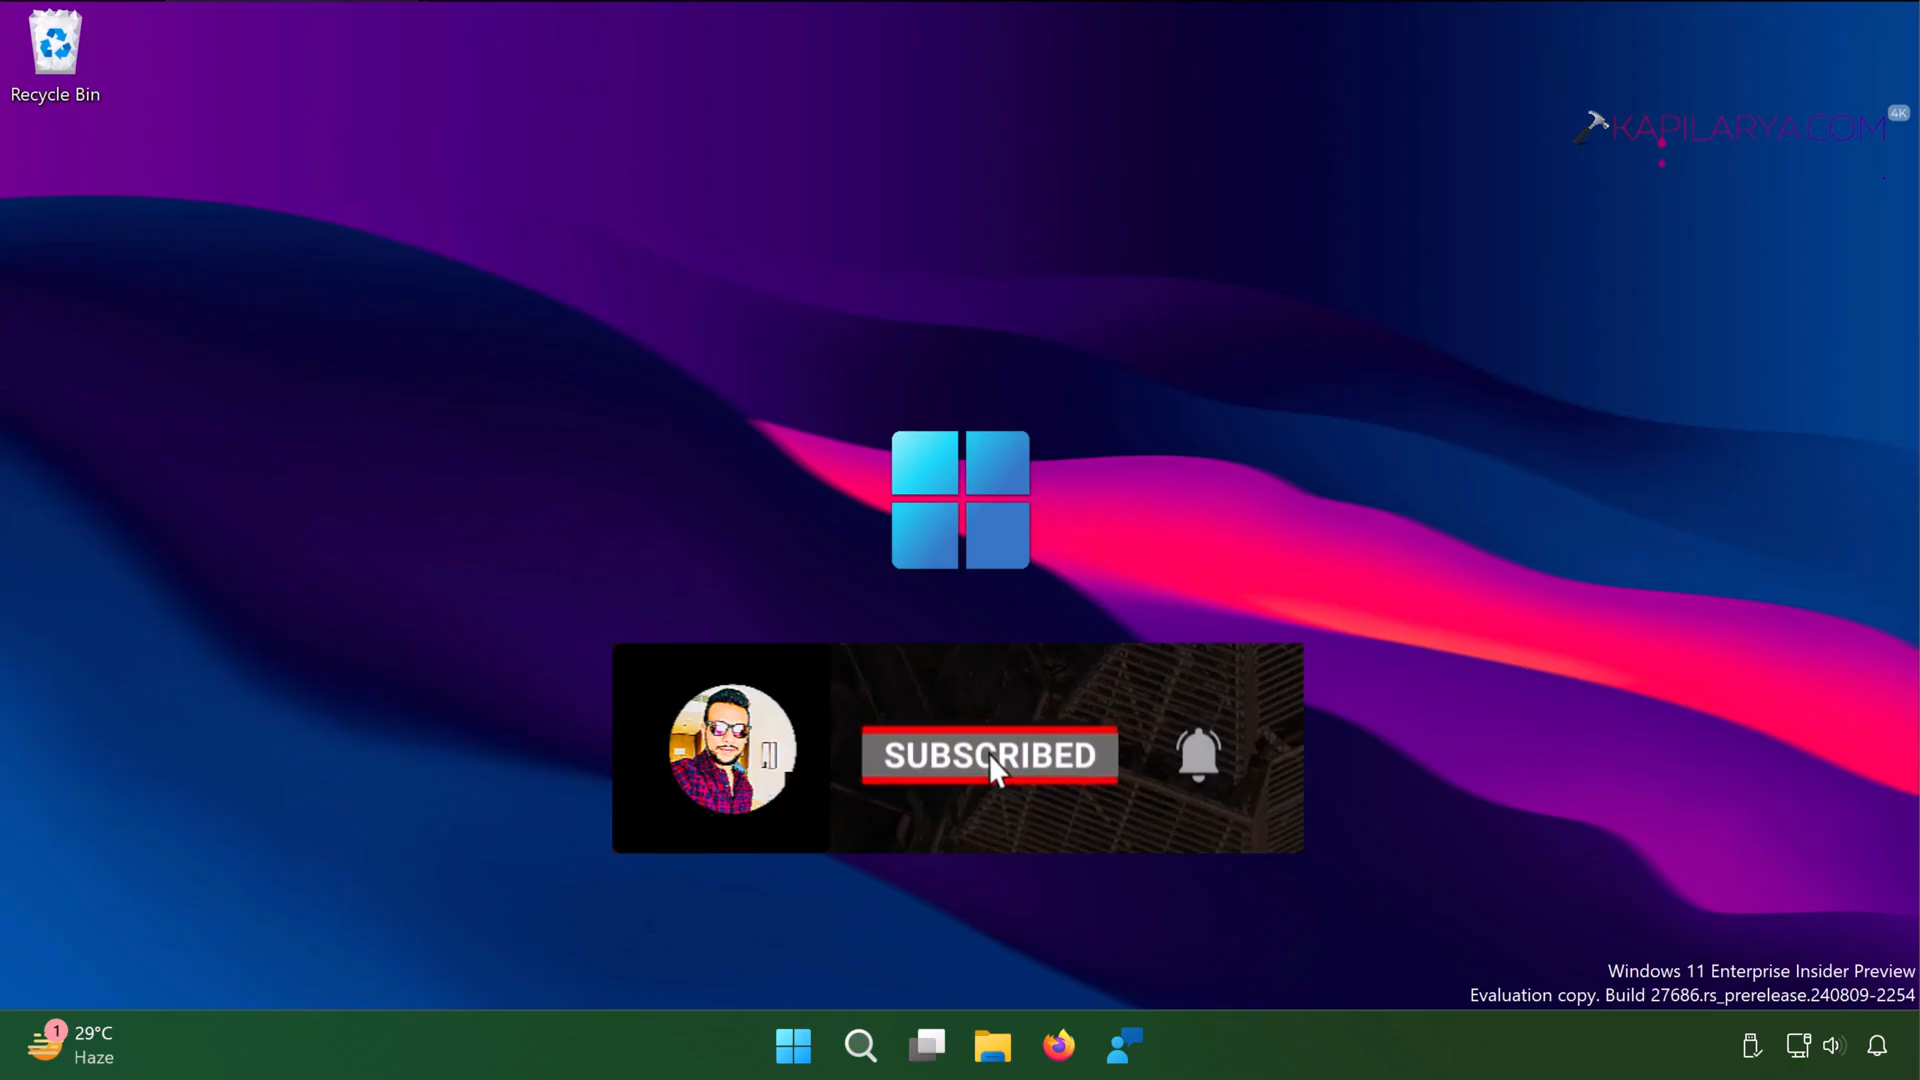 Recycle Bin
4K
KAPILARYA.COM
SUBSCRIBED
Windows 11 Enterprise Insider Preview
Evaluation copy. Build 27686.rs_prerelease.240809-2254
1
29°C
Haze